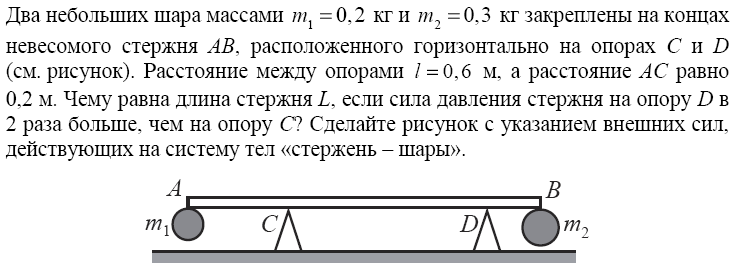 Два небольших шара массами m₁ = 0,2 кг и m₂ = 0,3 кг закреплены на концах
невесомого стержня AB, расположенного горизонтально на опорах C и D
(см. рисунок). Расстояние между опорами l = 0,6 м, а расстояние AC равно
0,2 м. Чему равна длина стержня L, если сила давления стержня на опору D в
2 раза больше, чем на опору C? Сделайте рисунок с указанием внешних сил,
действующих на систему тел «стержень – шары».
A B
m₁ C D m₂